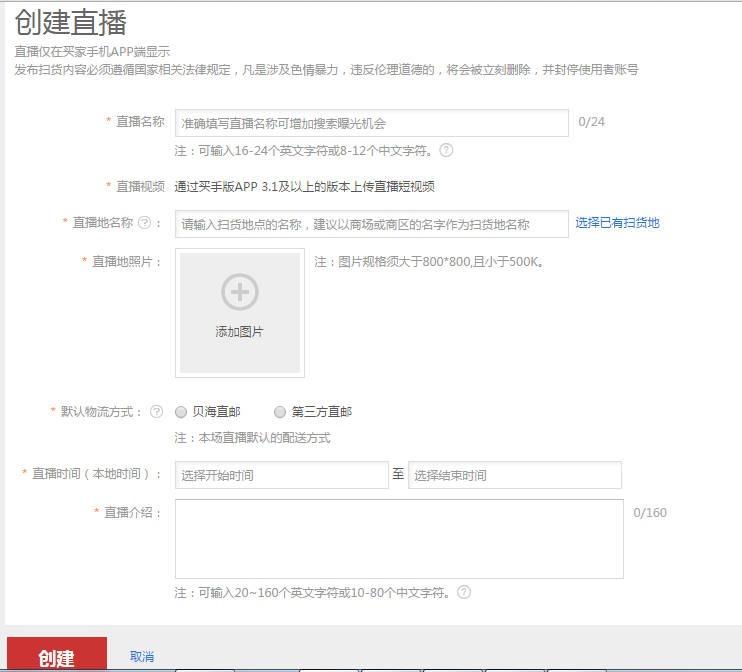 创建直播
直播仅在买家手机APP端显示
发布扫货内容必须遵循国家相关法律规定，凡是涉及色情暴力，违反伦理道德的，将会被立刻删除，并封停使用者账号
* 直播名称 准确填写直播名称可增加搜索曝光机会 0/24
注：可输入16-24个英文字符或8-12个中文字符。 ?
* 直播视频 通过买手版APP 3.1及以上的版本上传直播短视频
* 直播地名称 ? ： 请输入扫货地点的名称，建议以商场或商区的名字作为扫货地名称 选择已有扫货地
* 直播地照片： 注：图片规格须大于800*800,且小于500K。
添加图片
* 默认物流方式： ? 贝海直邮 第三方直邮
注：本场直播默认的配送方式
* 直播时间（本地时间）： 选择开始时间 至 选择结束时间
* 直播介绍： 0/160
注：可输入20~160个英文字符或10-80个中文字符。 ?
创建 取消